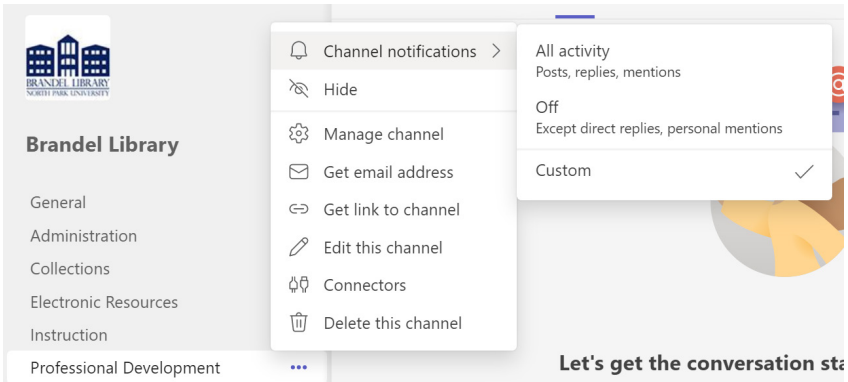 BRANDEL LIBRARY
NORTH PARK UNIVERSITY
Brandel Library
General
Administration
Collections
Electronic Resources
Instruction
Professional Development
Channel notifications
Hide
Manage channel
Get email address
Get link to channel
Edit this channel
Connectors
Delete this channel
All activity
Posts, replies, mentions
Off
Except direct replies, personal mentions
Custom
@
Let's get the conversation sta